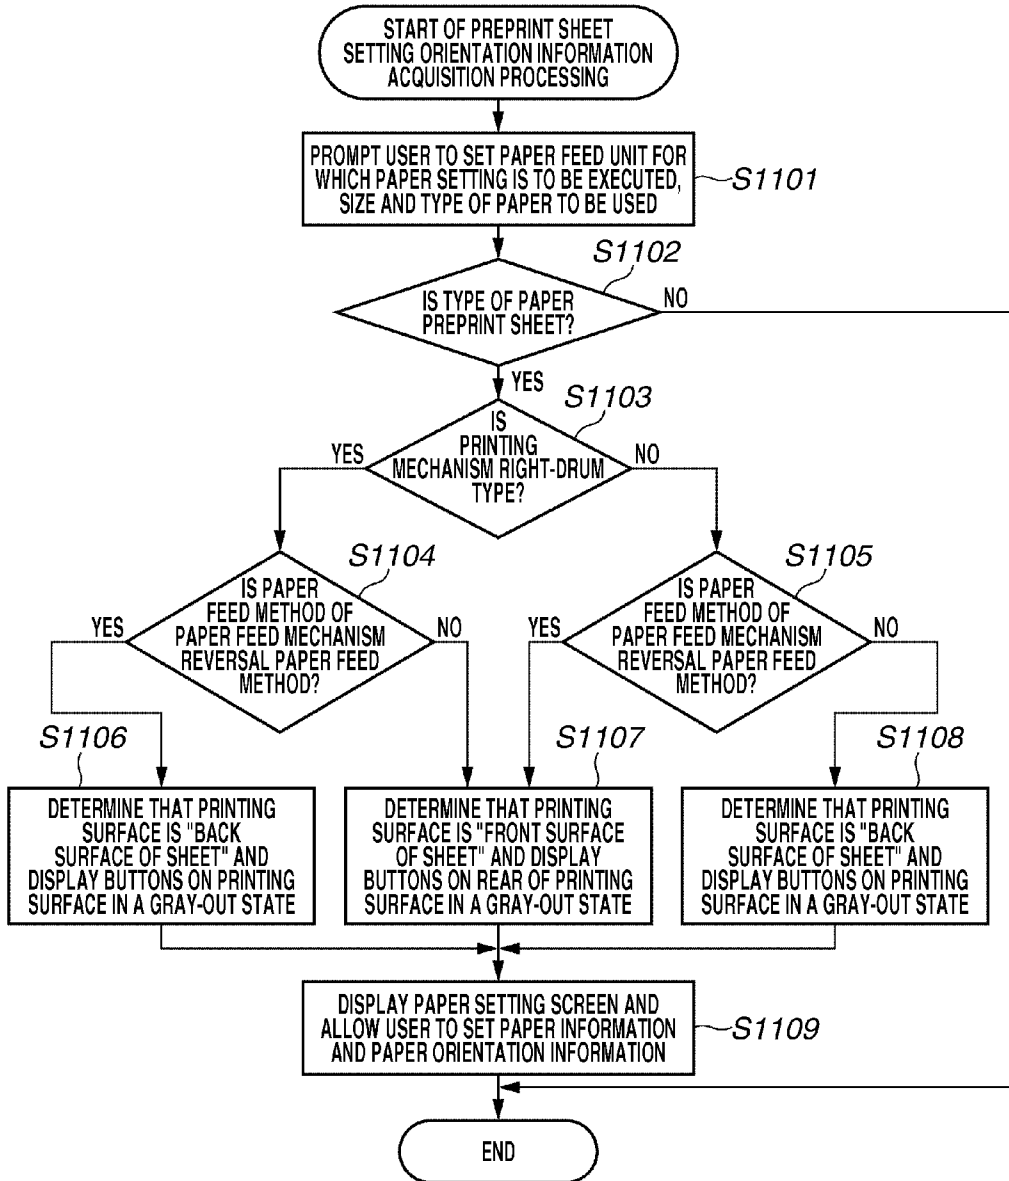 START OF PREPRINT SHEET
SETTING ORIENTATION INFORMATION
ACQUISITION PROCESSING
PROMPT USER TO SET PAPER FEED UNIT FOR
WHICH PAPER SETTING IS TO BE EXECUTED,
SIZE AND TYPE OF PAPER TO BE USED
S1101
S1102
IS TYPE OF PAPER
PREPRINT SHEET?
NO
YES
S1103
IS
PRINTING
MECHANISM RIGHT-DRUM
TYPE?
YES
NO
S1104
IS PAPER
FEED METHOD OF
PAPER FEED MECHANISM
REVERSAL PAPER FEED
METHOD?
YES
NO
S1105
IS PAPER
FEED METHOD OF
PAPER FEED MECHANISM
REVERSAL PAPER FEED
METHOD?
YES
NO
S1106
DETERMINE THAT PRINTING
SURFACE IS "BACK
SURFACE OF SHEET" AND
DISPLAY BUTTONS ON PRINTING
SURFACE IN A GRAY-OUT STATE
S1107
DETERMINE THAT PRINTING
SURFACE IS "FRONT SURFACE
OF SHEET" AND DISPLAY
BUTTONS ON REAR OF PRINTING
SURFACE IN A GRAY-OUT STATE
S1108
DETERMINE THAT PRINTING
SURFACE IS "BACK
SURFACE OF SHEET" AND
DISPLAY BUTTONS ON PRINTING
SURFACE IN A GRAY-OUT STATE
DISPLAY PAPER SETTING SCREEN AND
ALLOW USER TO SET PAPER INFORMATION
AND PAPER ORIENTATION INFORMATION
S1109
END